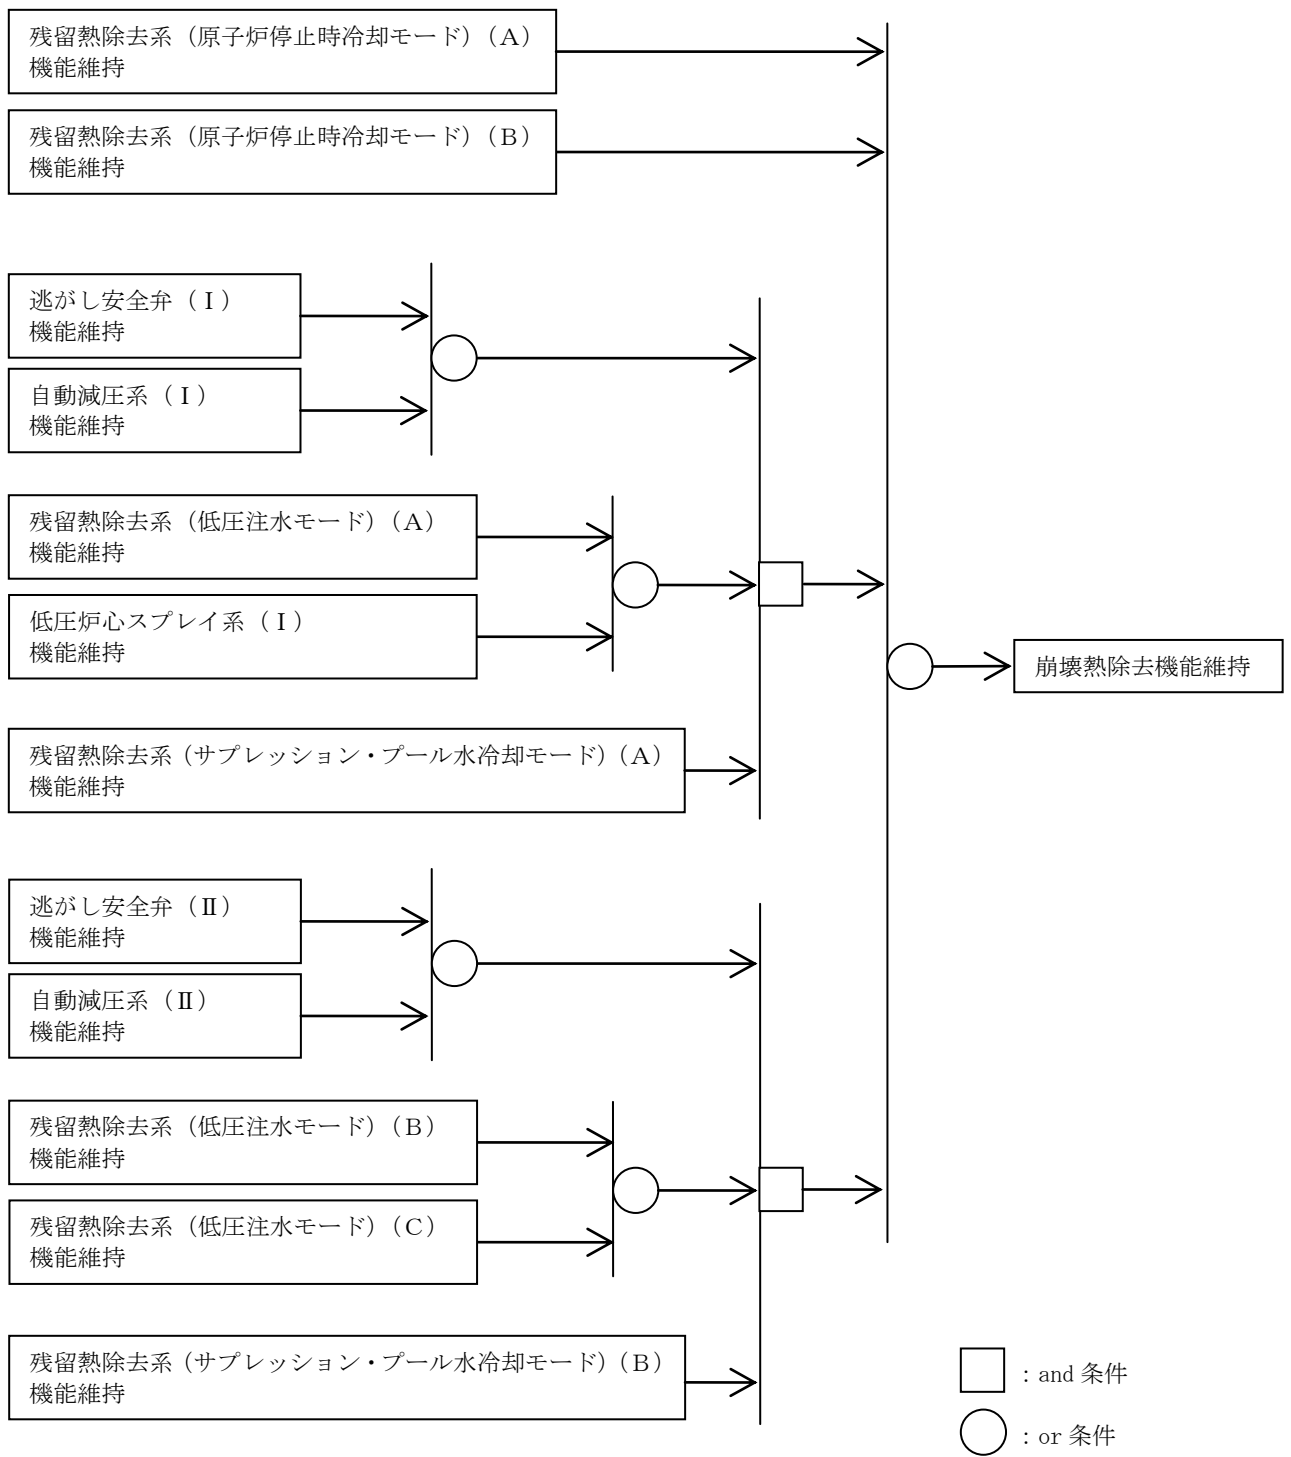 残留熱除去系（原子炉停止時冷却モード）（Ａ）
機能維持
残留熱除去系（原子炉停止時冷却モード）（Ｂ）
機能維持
逃がし安全弁（Ⅰ）
機能維持
自動減圧系（Ⅰ）
機能維持
残留熱除去系（低圧注水モード）（Ａ）
機能維持
低圧炉心スプレイ系（Ⅰ）
機能維持
崩壊熱除去機能維持
残留熱除去系（サプレッション・プール水冷却モード）（Ａ）
機能維持
逃がし安全弁（Ⅱ）
機能維持
自動減圧系（Ⅱ）
機能維持
残留熱除去系（低圧注水モード）（Ｂ）
機能維持
残留熱除去系（低圧注水モード）（Ｃ）
機能維持
残留熱除去系（サプレッション・プール水冷却モード）（Ｂ）
機能維持
：and 条件
：or 条件